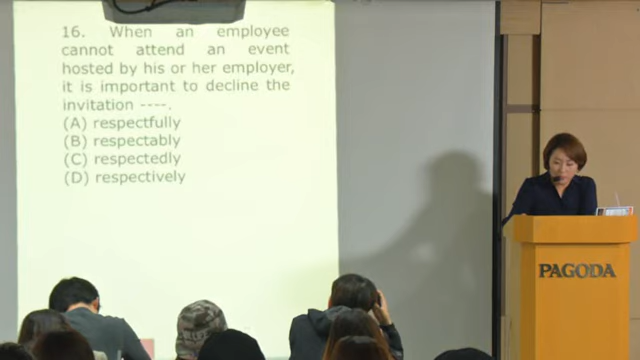 16. When an employee
cannot attend an event
hosted by his or her employer,
it is important to decline the
invitation ----.
(A) respectfully
(B) respectably
(C) respectedly
(D) respectively
PAGODA